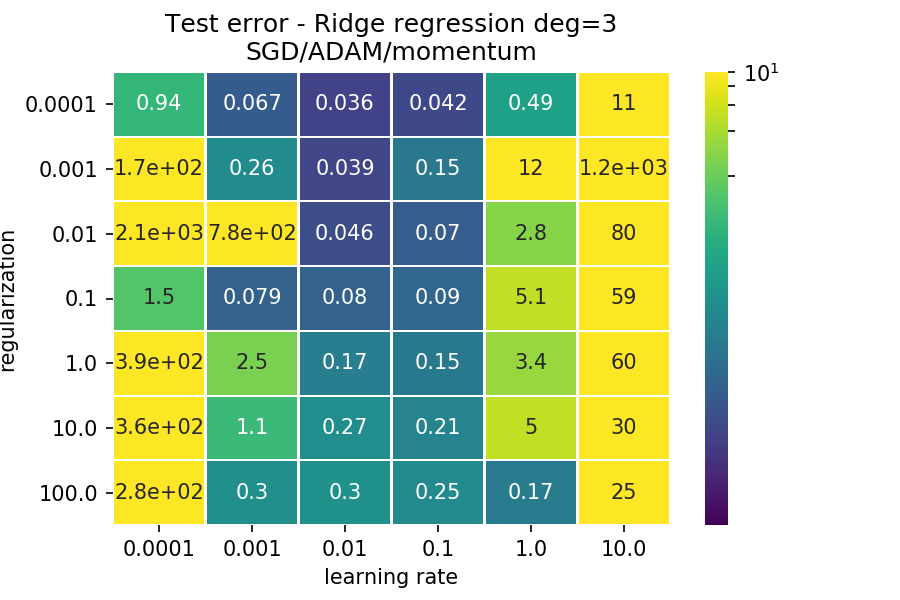 Test error - Ridge regression deg=3
SGD/ADAM/momentum
0.0001 0.94 0.067 0.036 0.042 0.49 11
0.001 1.7e+02 0.26 0.039 0.15 12 1.2e+03
0.01 2.1e+03 7.8e+02 0.046 0.07 2.8 80
0.1 1.5 0.079 0.08 0.09 5.1 59
1.0 3.9e+02 2.5 0.17 0.15 3.4 60
10.0 3.6e+02 1.1 0.27 0.21 5 30
100.0 2.8e+02 0.3 0.3 0.25 0.17 25
0.0001 0.001 0.01 0.1 1.0 10.0
learning rate
regularization
10¹